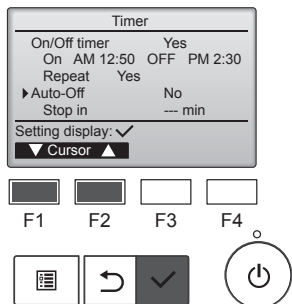 Timer
On/Off timer Yes
On AM 12:50 OFF PM 2:30
Repeat Yes
Auto-Off No
Stop in --- min
Setting display:
Cursor
F1 F2 F3 F4